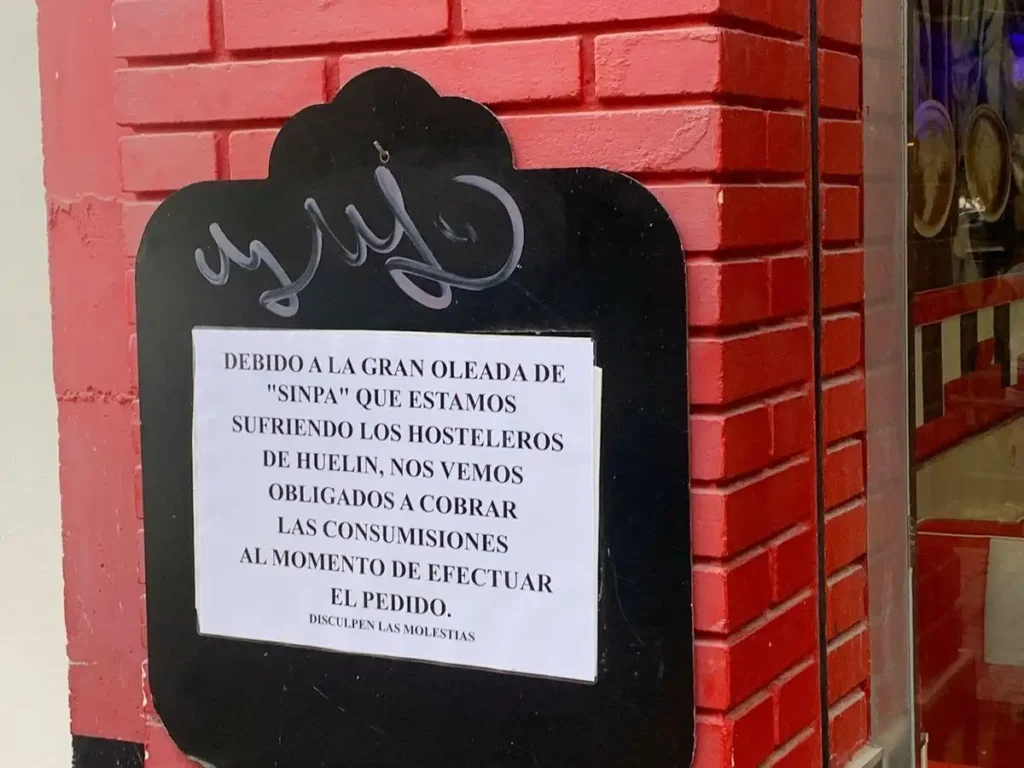 DEBIDO A LA GRAN OLEADA DE
"SINPA" QUE ESTAMOS
SUFRIENDO LOS HOSTELEROS
DE HUELIN, NOS VEMOS
OBLIGADOS A COBRAR
LAS CONSUMISIONES
AL MOMENTO DE EFECTUAR
EL PEDIDO.
DISCULPEN LAS MOLESTIAS